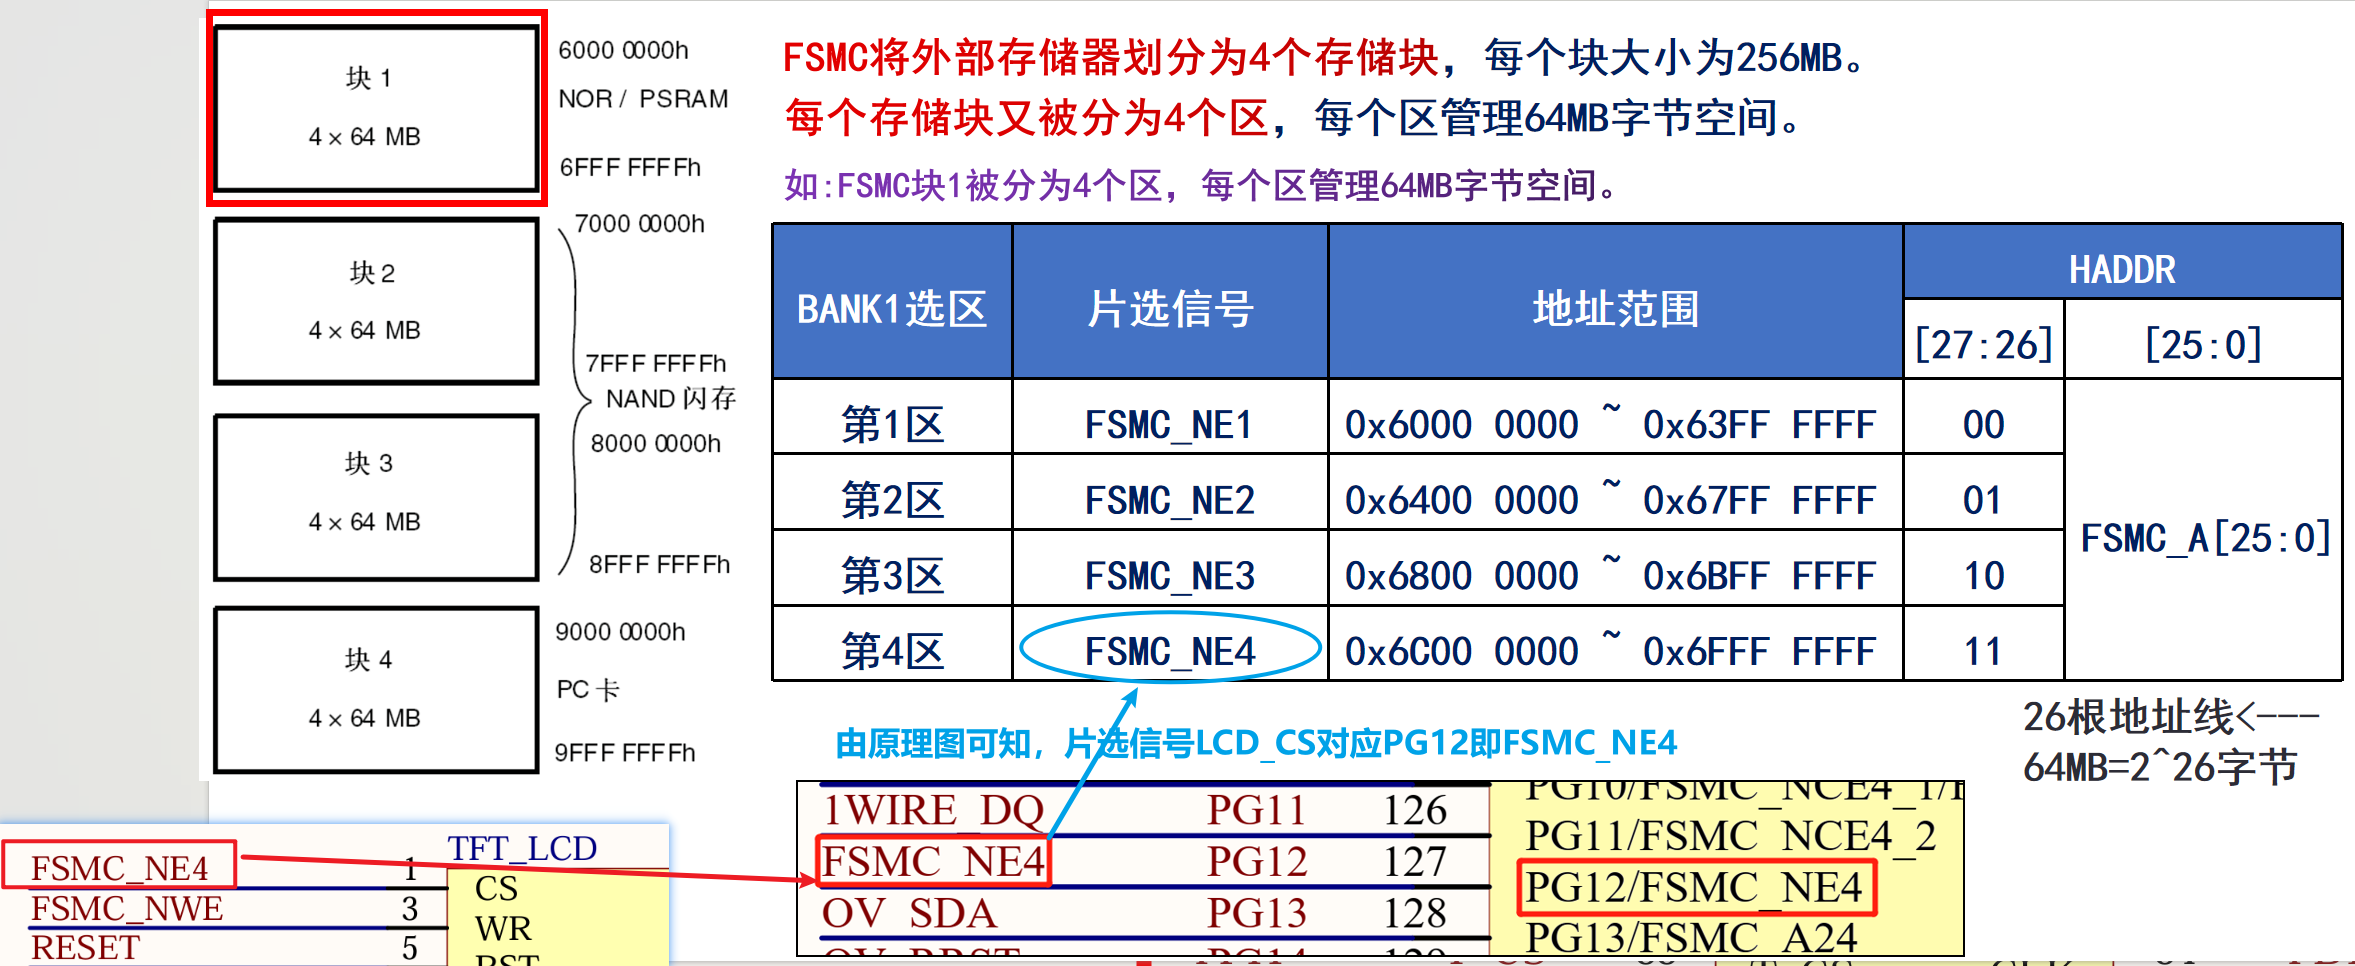 块 1
4 × 64 MB
6000 0000h
NOR / PSRAM
6FFF FFFFh
块 2
4 × 64 MB
7000 0000h
7FFF FFFFh
NAND 闪存
块 3
4 × 64 MB
8000 0000h
8FFF FFFFh
块 4
4 × 64 MB
9000 0000h
PC 卡
9FFF FFFFh
FSMC将外部存储器划分为4个存储块，每个块大小为256MB。
每个存储块又被分为4个区，每个区管理64MB字节空间。
如:FSMC块1被分为4个区，每个区管理64MB字节空间。
BANK1选区 片选信号 地址范围 HADDR
[27:26] [25:0]
第1区 FSMC_NE1 0x6000 0000 ~ 0x63FF FFFF 00
第2区 FSMC_NE2 0x6400 0000 ~ 0x67FF FFFF 01
FSMC_A[25:0]
第3区 FSMC_NE3 0x6800 0000 ~ 0x6BFF FFFF 10
第4区 FSMC_NE4 0x6C00 0000 ~ 0x6FFF FFFF 11
26根地址线<---
64MB=2^26字节
由原理图可知，片选信号LCD_CS对应PG12即FSMC_NE4
TFT_LCD
FSMC_NE4 1 CS
FSMC_NWE 3 WR
RESET 5 RST
PG10/FSMC_NCE4_1/
1WIRE_DQ PG11 126 PG11/FSMC_NCE4_2
FSMC_NE4 PG12 127 PG12/FSMC_NE4
OV_SDA PG13 128 PG13/FSMC_A24